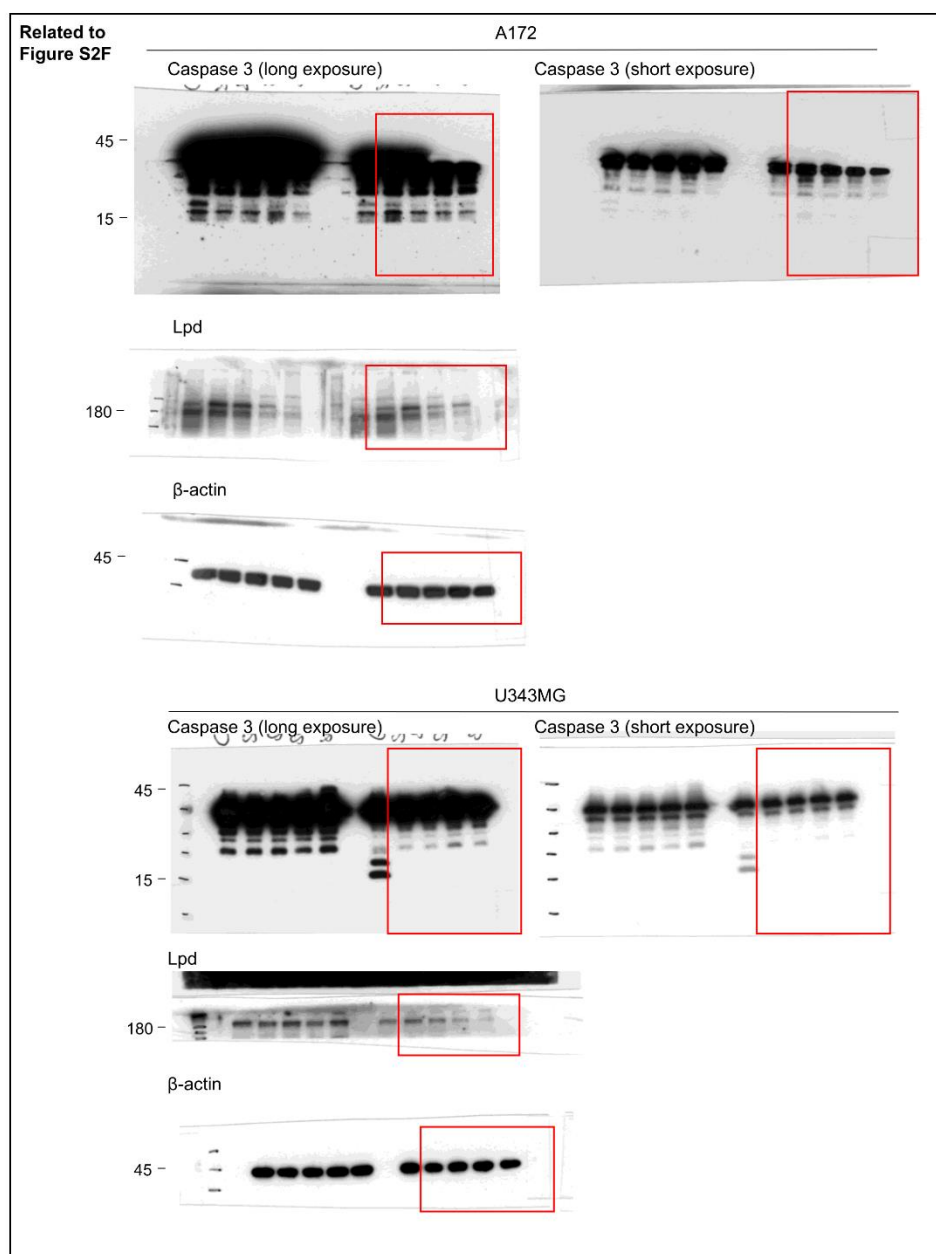 Related to
Figure S2F
A172
Caspase 3 (long exposure)
Caspase 3 (short exposure)
45
15
Lpd
180
β-actin
45
U343MG
Caspase 3 (long exposure)
Caspase 3 (short exposure)
45
15
Lpd
180
β-actin
45